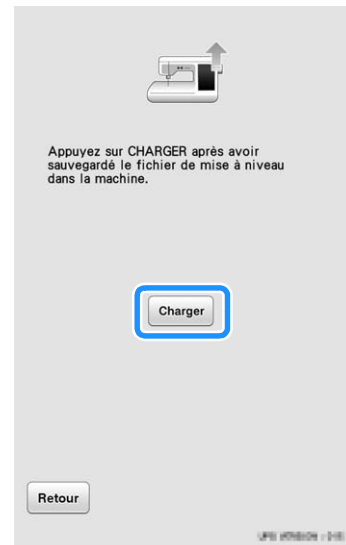 Appuyez sur CHARGER après avoir
sauvegardé le fichier de mise à niveau
dans la machine.
Charger
Retour